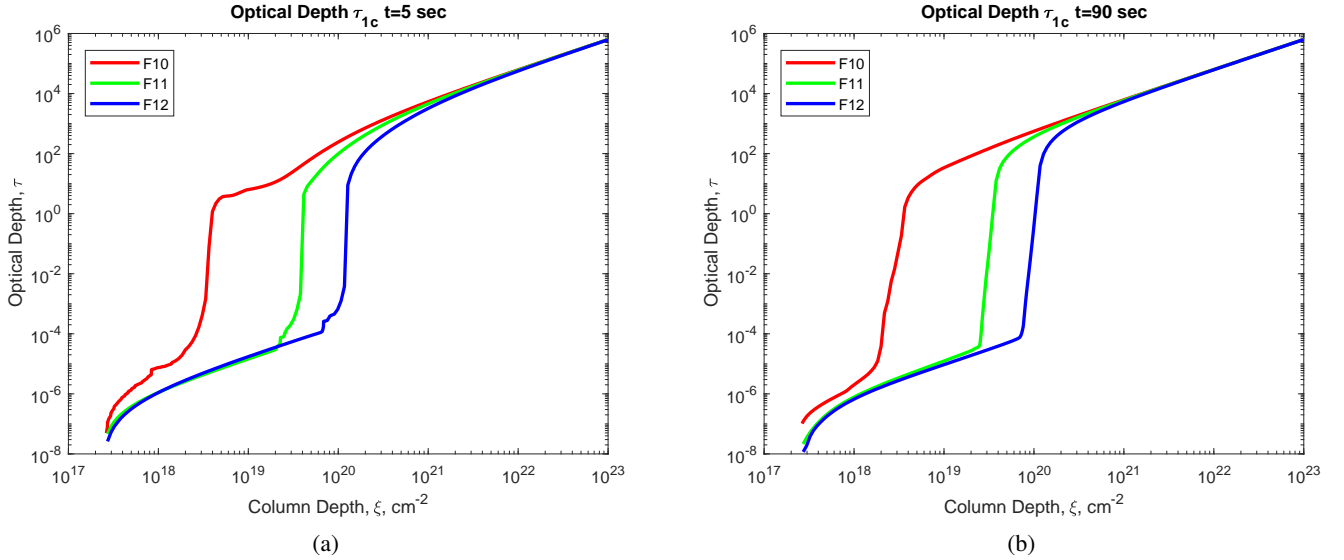 Optical Depth τ1c t=5 sec
10^6
10^4
10^2
10^0
10^-2
10^-4
10^-6
10^-8
Optical Depth, τ
F10
F11
F12
10^17 10^18 10^19 10^20 10^21 10^22 10^23
Column Depth, ξ, cm^-2
(a)
Optical Depth τ1c t=90 sec
10^6
10^4
10^2
10^0
10^-2
10^-4
10^-6
10^-8
Optical Depth, τ
F10
F11
F12
10^17 10^18 10^19 10^20 10^21 10^22 10^23
Column Depth, ξ, cm^-2
(b)